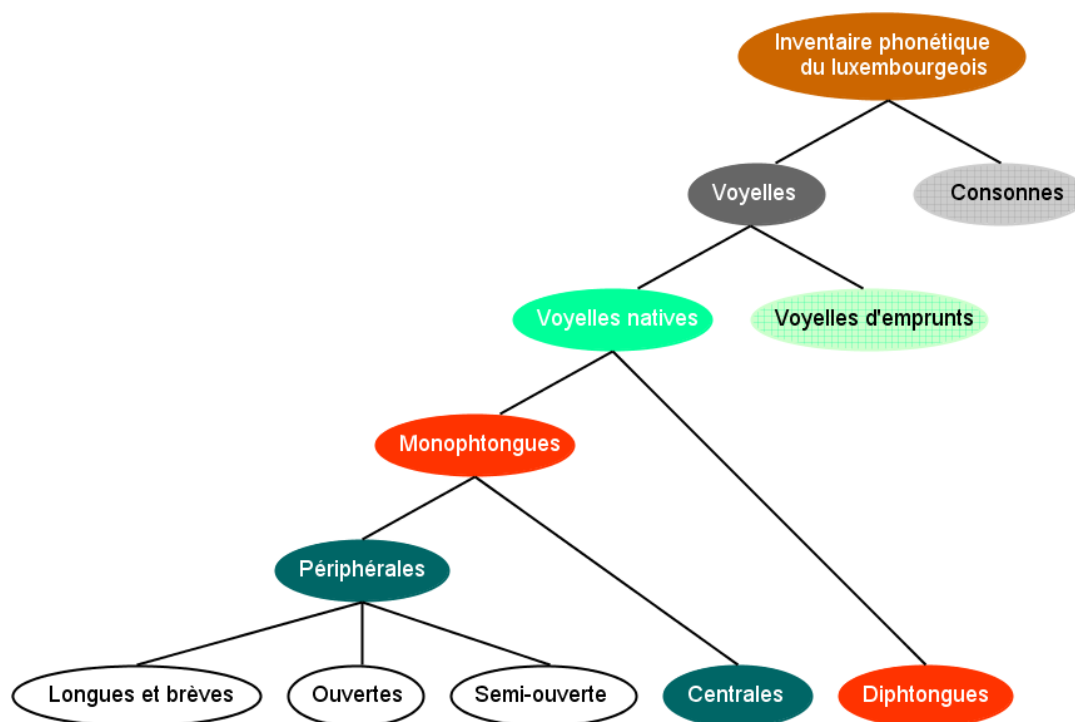 Inventaire phonétique
du luxembourgeois
Voyelles
Consonnes
Voyelles natives
Voyelles d'emprunts
Monophtongues
Périphérales
Longues et brèves
Ouvertes
Semi-ouverte
Centrales
Diphtongues